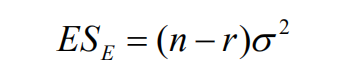 ES_E = (n − r)σ²